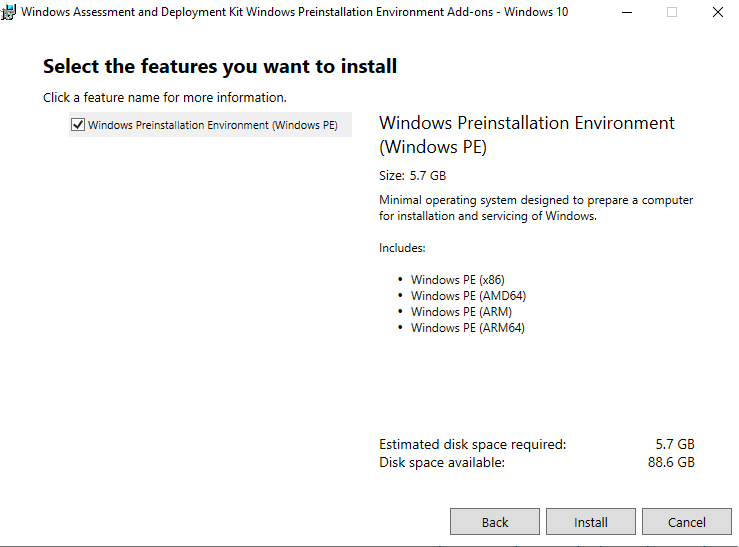 Windows Assessment and Deployment Kit Windows Preinstallation Environment Add-ons - Windows 10
Select the features you want to install
Click a feature name for more information.
Windows Preinstallation Environment (Windows PE)
Windows Preinstallation Environment
(Windows PE)
Size: 5.7 GB
Minimal operating system designed to prepare a computer
for installation and servicing of Windows.
Includes:
• Windows PE (x86)
• Windows PE (AMD64)
• Windows PE (ARM)
• Windows PE (ARM64)
Estimated disk space required: 5.7 GB
Disk space available: 88.6 GB
Back Install Cancel